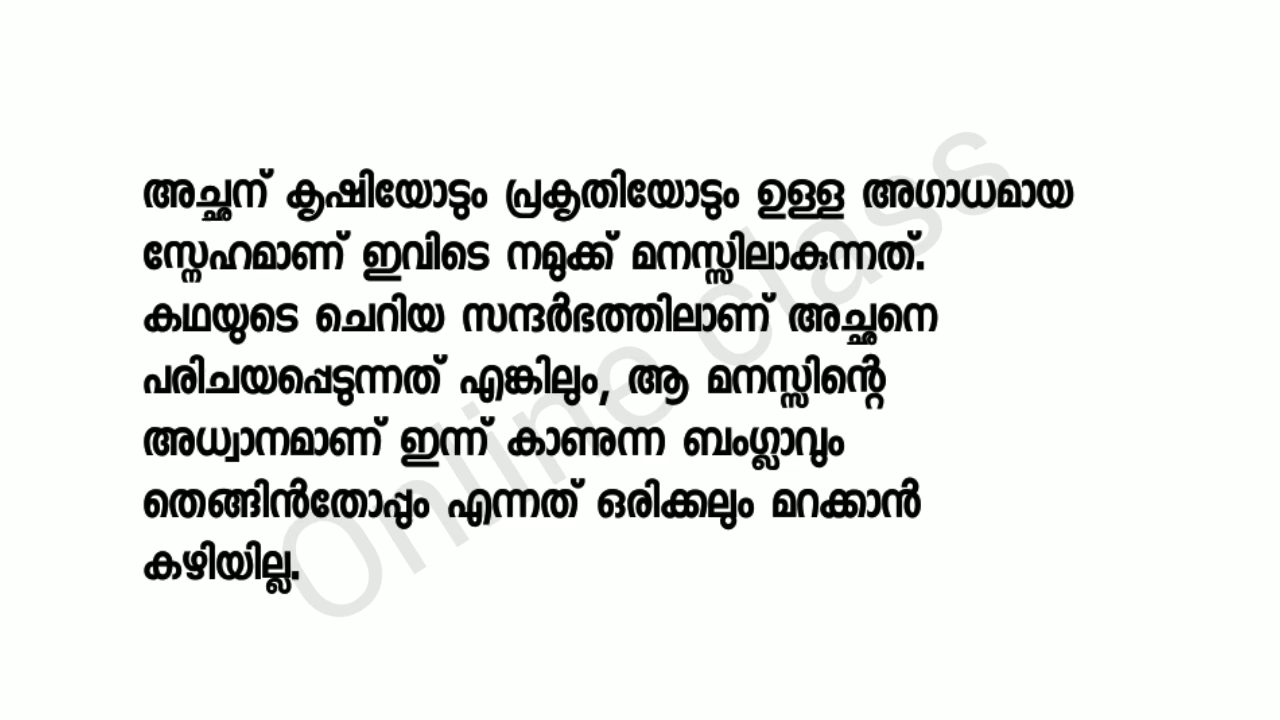 അച്ഛന് കൃഷിയോടും പ്രകൃതിയോടും ഉള്ള അഗാധമായ
സ്നേഹമാണ് ഇവിടെ നമുക്ക് മനസ്സിലാകുന്നത്.
കഥയുടെ ചെറിയ സന്ദർഭത്തിലാണ് അച്ഛനെ
പരിചയപ്പെടുന്നത് എങ്കിലും, ആ മനസ്സിന്റെ
അധ്വാനമാണ് ഇന്ന് കാണുന്ന ബംഗ്ലാവും
തെങ്ങിൻതോപ്പും എന്നത് ഒരിക്കലും മറക്കാൻ
കഴിയില്ല.
Online class